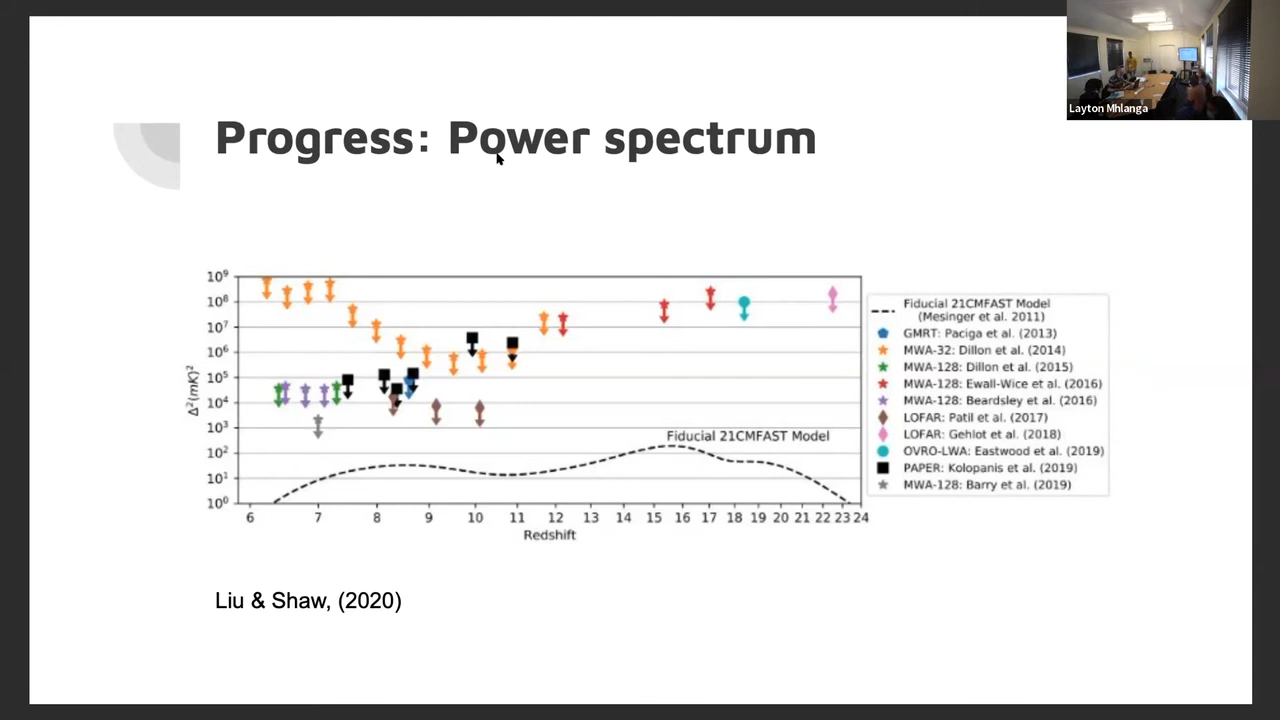 Layton Mhlanga
Progress: Power spectrum
10⁹
10⁸
10⁷
10⁶
10⁵
10⁴
10³
10²
10¹
10⁰
Δ²(mK)²
Fiducial 21CMFAST Model
6 7 8 9 10 11 12 13 14 15 16 17 18 19 20 21 22 23 24
Redshift
Fiducial 21CMFAST Model
(Mesinger et al. 2011)
GMRT: Paciga et al. (2013)
MWA-32: Dillon et al. (2014)
MWA-128: Dillon et al. (2015)
MWA-128: Ewall-Wice et al. (2016)
MWA-128: Beardsley et al. (2016)
LOFAR: Patil et al. (2017)
LOFAR: Gehlot et al. (2018)
OVRO-LWA: Eastwood et al. (2019)
PAPER: Kolopanis et al. (2019)
MWA-128: Barry et al. (2019)
Liu & Shaw, (2020)